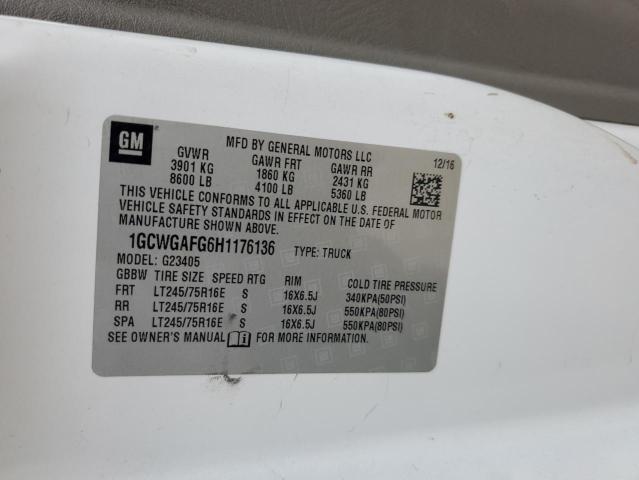 GM
MFD BY GENERAL MOTORS LLC
12/16
GVWR GAWR FRT GAWR RR
3901 KG 1860 KG 2431 KG
8600 LB 4100 LB 5360 LB
THIS VEHICLE CONFORMS TO ALL APPLICABLE U.S. FEDERAL MOTOR
VEHICLE SAFETY STANDARDS IN EFFECT ON THE DATE OF
MANUFACTURE SHOWN ABOVE.
1GCWGAFG6H1176136 TYPE: TRUCK
MODEL: G23405
GBBW TIRE SIZE SPEED RTG RIM COLD TIRE PRESSURE
FRT LT245/75R16E S 16X6.5J 340KPA(50PSI)
RR LT245/75R16E S 16X6.5J 550KPA(80PSI)
SPA LT245/75R16E S 16X6.5J 550KPA(80PSI)
SEE OWNER'S MANUAL FOR MORE INFORMATION.